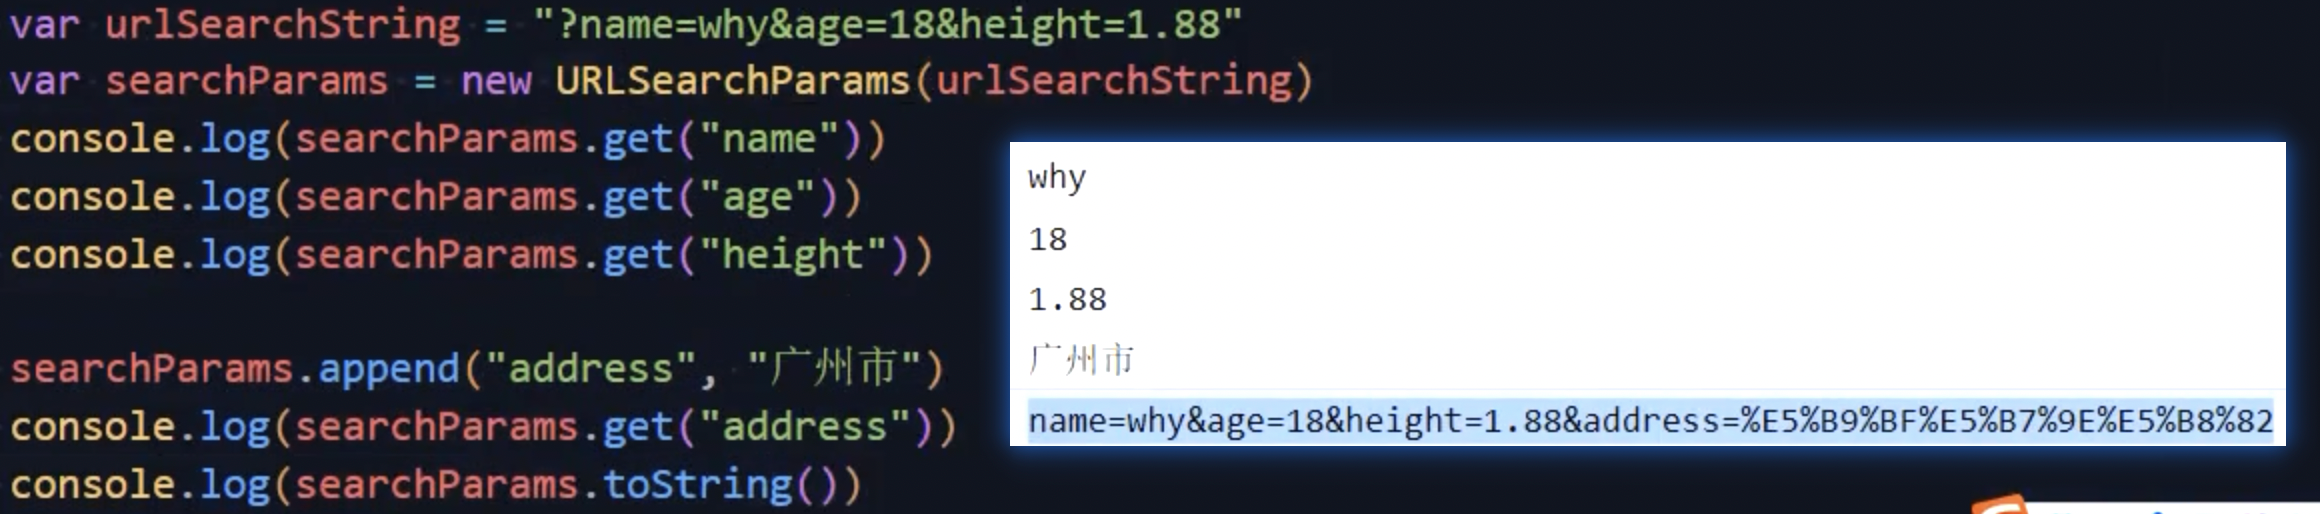 var urlSearchString = "?name=why&age=18&height=1.88"
var searchParams = new URLSearchParams(urlSearchString)
console.log(searchParams.get("name"))
console.log(searchParams.get("age"))
console.log(searchParams.get("height"))
searchParams.append("address", "广州市")
console.log(searchParams.get("address"))
console.log(searchParams.toString())
why
18
1.88
广州市
name=why&age=18&height=1.88&address=%E5%B9%BF%E5%B7%9E%E5%B8%82